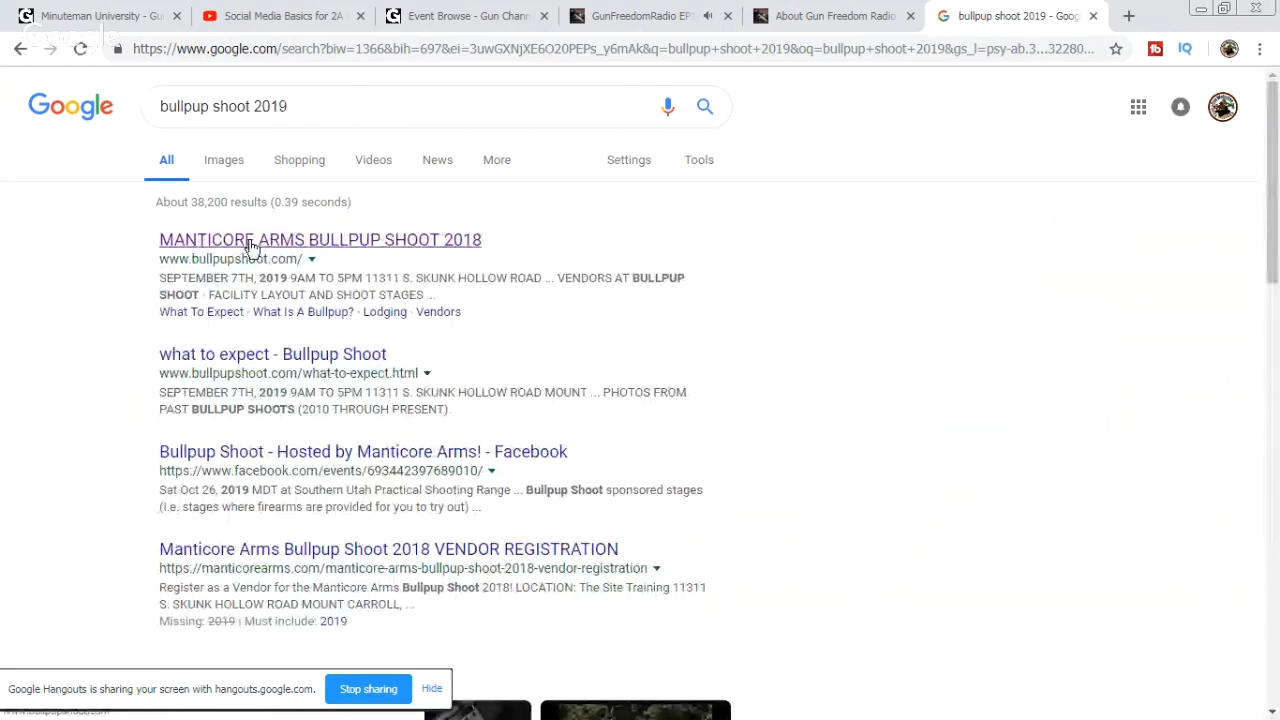 Minuteman University - Gu
Social Media Basics for 2A
Event Browse - Gun Chann
GunFreedomRadio EP
About Gun Freedom Radio
bullpup shoot 2019 - Goog
https://www.google.com/search?biw=1366&bih=697&ei=3uwGXNjXE6O20PEPs_y6mAk&q=bullpup+shoot+2019&oq=bullpup+shoot+2019&gs_l=psy-ab.3...32280...
Google
bullpup shoot 2019
All
Images
Shopping
Videos
News
More
Settings
Tools
About 38,200 results (0.39 seconds)
MANTICORE ARMS BULLPUP SHOOT 2018
www.bullpupshoot.com/
SEPTEMBER 7TH, 2019 9AM TO 5PM 11311 S. SKUNK HOLLOW ROAD ... VENDORS AT BULLPUP
SHOOT · FACILITY LAYOUT AND SHOOT STAGES ...
What To Expect · What Is A Bullpup? · Lodging · Vendors
what to expect - Bullpup Shoot
www.bullpupshoot.com/what-to-expect.html
SEPTEMBER 7TH, 2019 9AM TO 5PM 11311 S. SKUNK HOLLOW ROAD MOUNT ... PHOTOS FROM
PAST BULLPUP SHOOTS (2010 THROUGH PRESENT).
Bullpup Shoot - Hosted by Manticore Arms! - Facebook
https://www.facebook.com/events/693442397689010/
Sat Oct 26, 2019 MDT at Southern Utah Practical Shooting Range ... Bullpup Shoot sponsored stages
(I.e. stages where firearms are provided for you to try out) ...
Manticore Arms Bullpup Shoot 2018 VENDOR REGISTRATION
https://manticorearms.com/manticore-arms-bullpup-shoot-2018-vendor-registration
Register as a Vendor for the Manticore Arms Bullpup Shoot 2018! LOCATION: The Site Training 11311
S. SKUNK HOLLOW ROAD MOUNT CARROLL, ...
Missing: 2019 | Must include: 2019
Google Hangouts is sharing your screen with hangouts.google.com.
Stop sharing
Hide